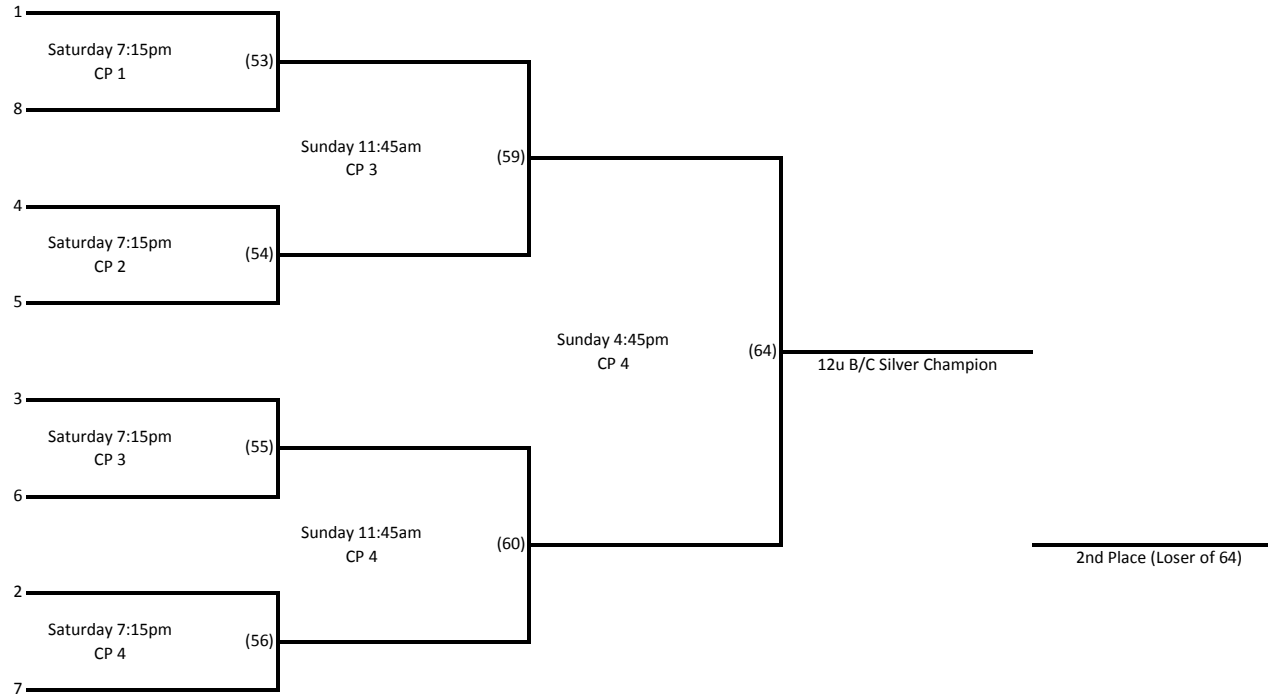 1
Saturday 7:15pm
CP 1
(53)
8
Sunday 11:45am
CP 3
(59)
4
Saturday 7:15pm
CP 2
(54)
5
Sunday 4:45pm
CP 4
(64)
12u B/C Silver Champion
3
Saturday 7:15pm
CP 3
(55)
6
Sunday 11:45am
CP 4
(60)
2nd Place (Loser of 64)
2
Saturday 7:15pm
CP 4
(56)
7